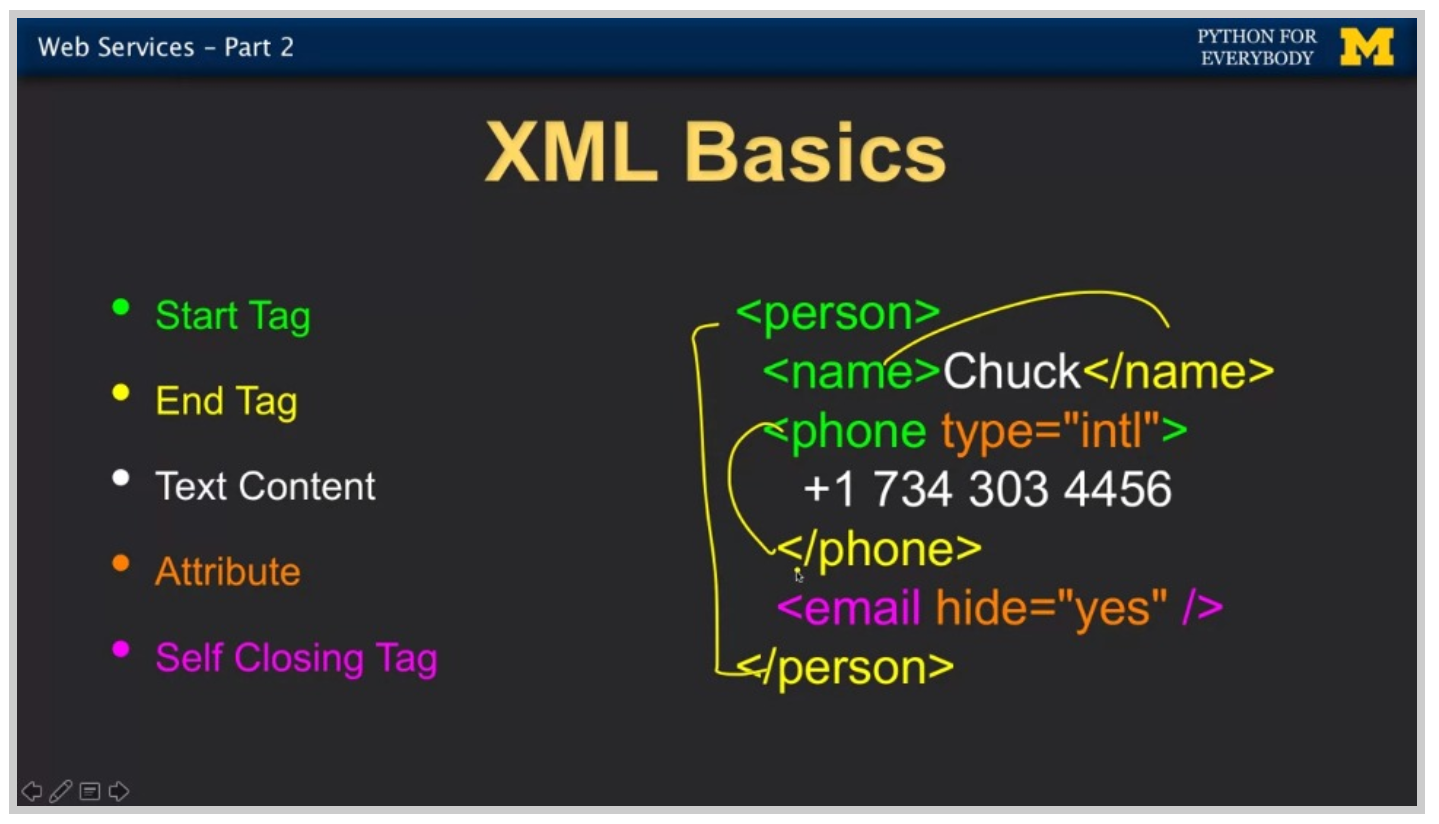 Web Services – Part 2
PYTHON FOR
EVERYBODY
M
XML Basics
• Start Tag
• End Tag
• Text Content
• Attribute
• Self Closing Tag
<person>
<name>Chuck</name>
<phone type="intl">
+1 734 303 4456
</phone>
<email hide="yes" />
</person>